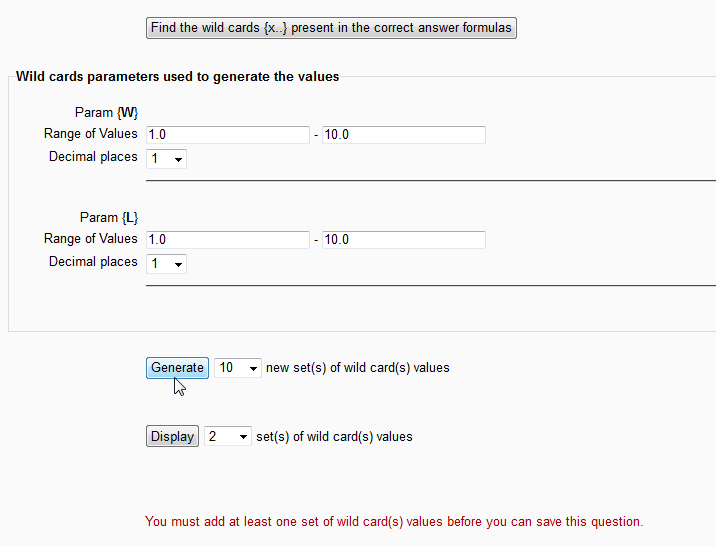 Find the wild cards {x..} present in the correct answer formulas
Wild cards parameters used to generate the values
Param {W}
Range of Values 1.0 - 10.0
Decimal places 1
Param {L}
Range of Values 1.0 - 10.0
Decimal places 1
Generate 10 new set(s) of wild card(s) values
Display 2 set(s) of wild card(s) values
You must add at least one set of wild card(s) values before you can save this question.